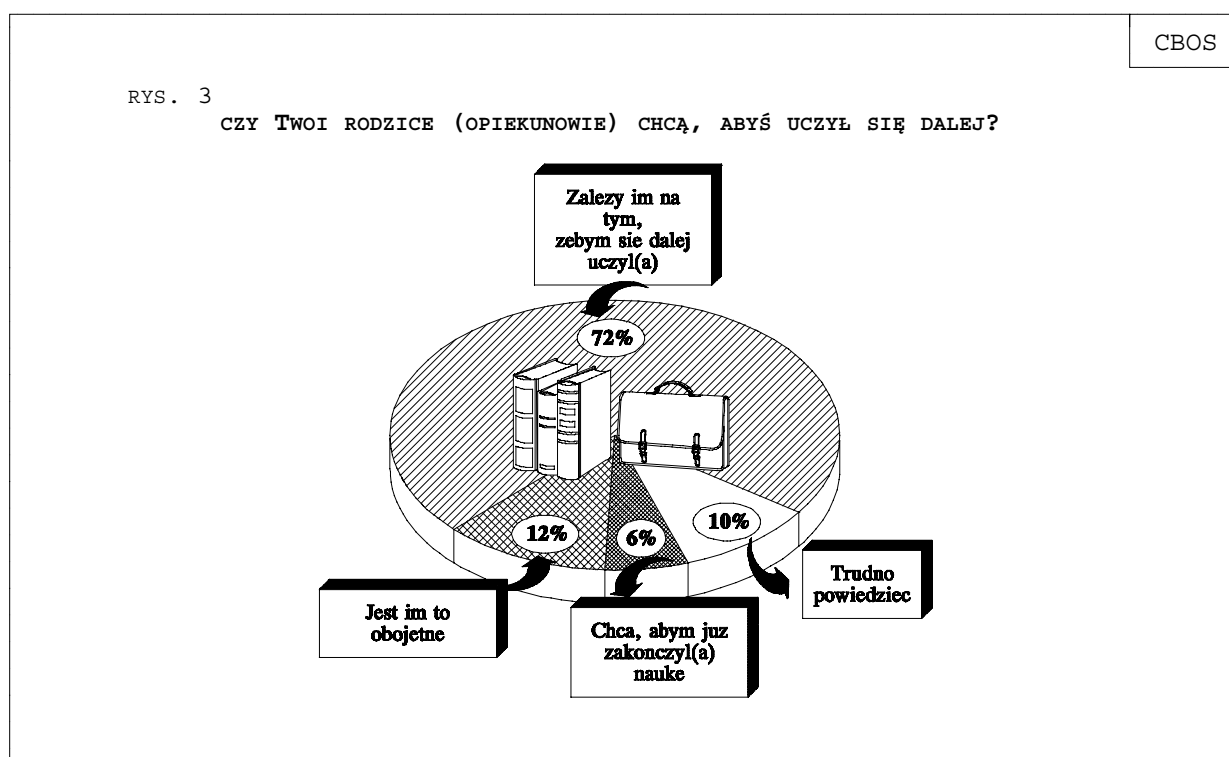 CBOS
RYS. 3
CZY TWOI RODZICE (OPIEKUNOWIE) CHCĄ, ABYŚ UCZYŁ SIĘ DALEJ?
Zalezy im na
tym,
zebym sie dalej
uczyl(a)
72%
12%
6%
10%
Trudno
powiedziec
Jest im to
obojetne
Chca, abym juz
zakonczyl(a)
nauke